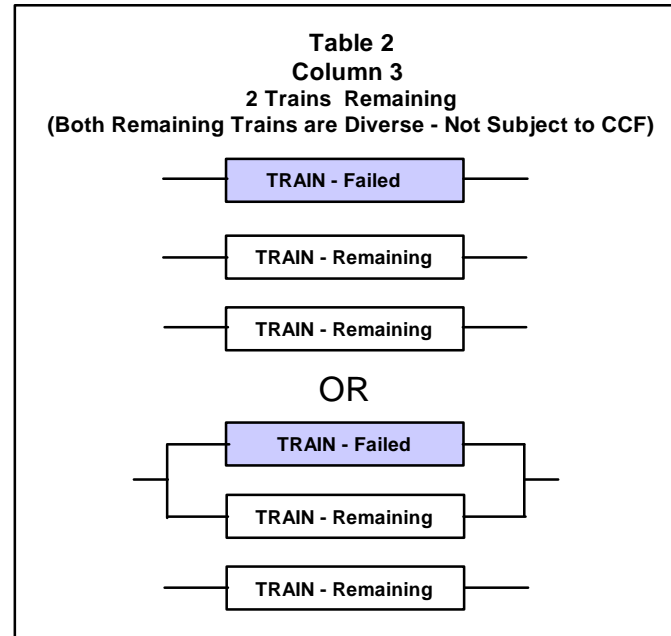 Table 2
Column 3
2 Trains Remaining
(Both Remaining Trains are Diverse - Not Subject to CCF)
TRAIN - Failed
TRAIN - Remaining
TRAIN - Remaining
OR
TRAIN - Failed
TRAIN - Remaining
TRAIN - Remaining